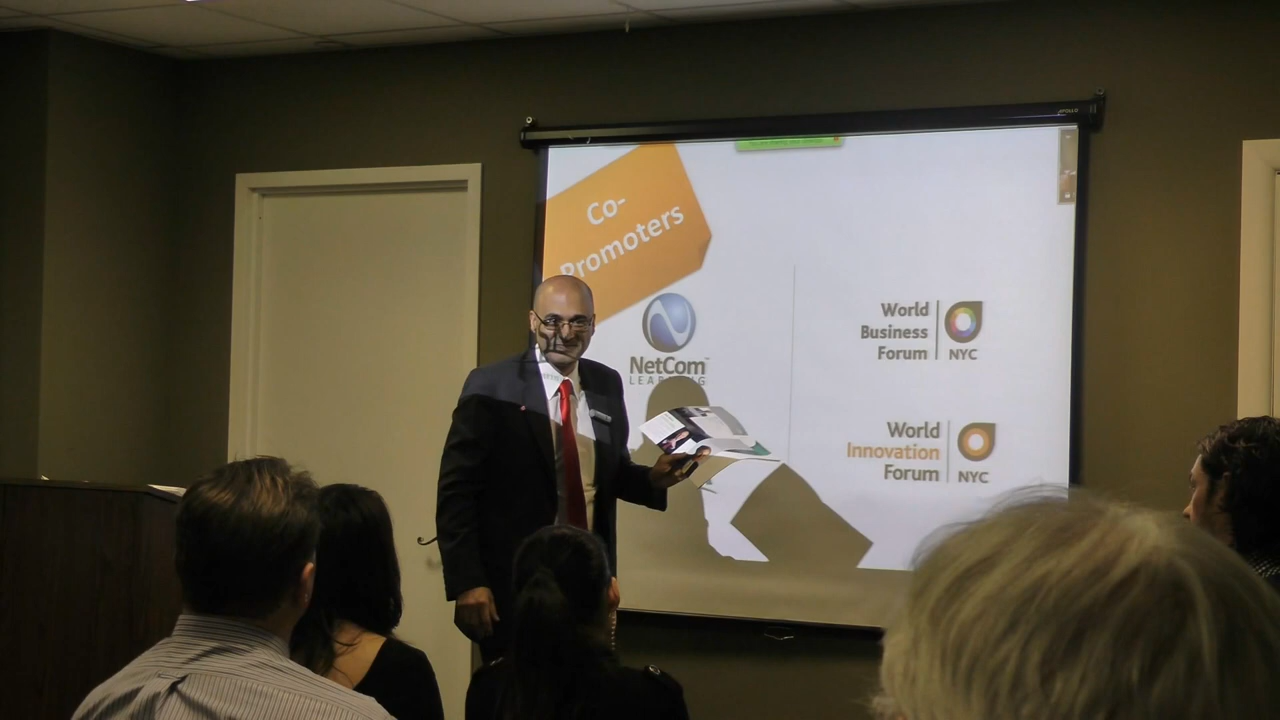 Co-
Promoters
NetCom
LEARNING
World
Business
Forum
NYC
World
Innovation
Forum
NYC